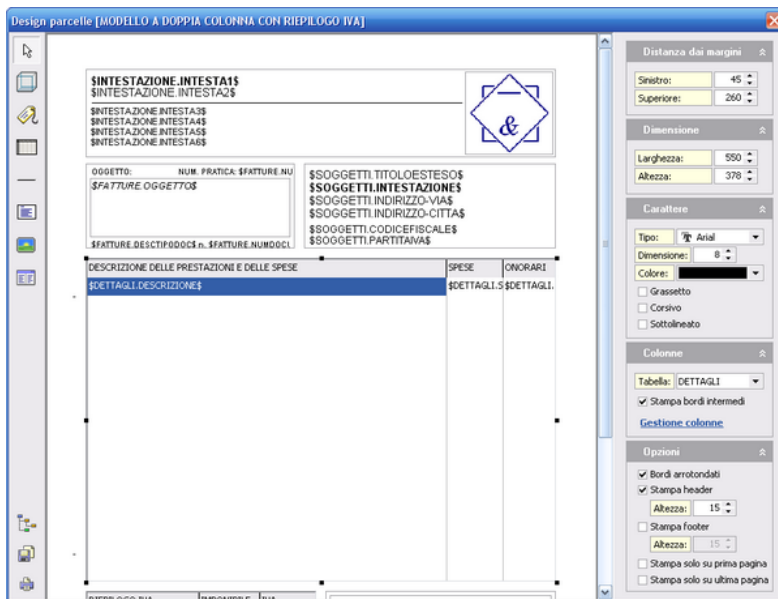 Design parcelle [MODELLO A DOPPIA COLONNA CON RIEPILOGO IVA]
$INTESTAZIONE.INTESTA1$
$INTESTAZIONE.INTESTA2$
$INTESTAZIONE.INTESTA3$
$INTESTAZIONE.INTESTA4$
$INTESTAZIONE.INTESTA5$
$INTESTAZIONE.INTESTA6$
&
OGGETTO: NUM. PRATICA: $FATTURE.NU
$FATTURE.OGGETTO$
$FATTURE.DESCTIPODOC$ n. $FATTURE.NUMDOCU
$SOGGETTI.TITOLOESTESO$
$SOGGETTI.INTESTAZIONE$
$SOGGETTI.INDIRIZZO-VIA$
$SOGGETTI.INDIRIZZO-CITTA$
$SOGGETTI.CODICEFISCALE$
$SOGGETTI.PARTITAIVA$
DESCRIZIONE DELLE PRESTAZIONI E DELLE SPESE SPESE ONORARI
$DETTAGLI.DESCRIZIONE$ $DETTAGLI.S $DETTAGLI.
RIEPILOGO IVA IMPONIBILE IVA
Distanza dai margini
Sinistro: 45
Superiore: 260
Dimensione
Larghezza: 550
Altezza: 378
Carattere
Tipo: Arial
Dimensione: 8
Colore:
Grassetto
Corsivo
Sottolineato
Colonne
Tabella: DETTAGLI
Stampa bordi intermedi
Gestione colonne
Opzioni
Bordi arrotondati
Stampa header
Altezza: 15
Stampa footer
Altezza: 15
Stampa solo su prima pagina
Stampa solo su ultima pagina